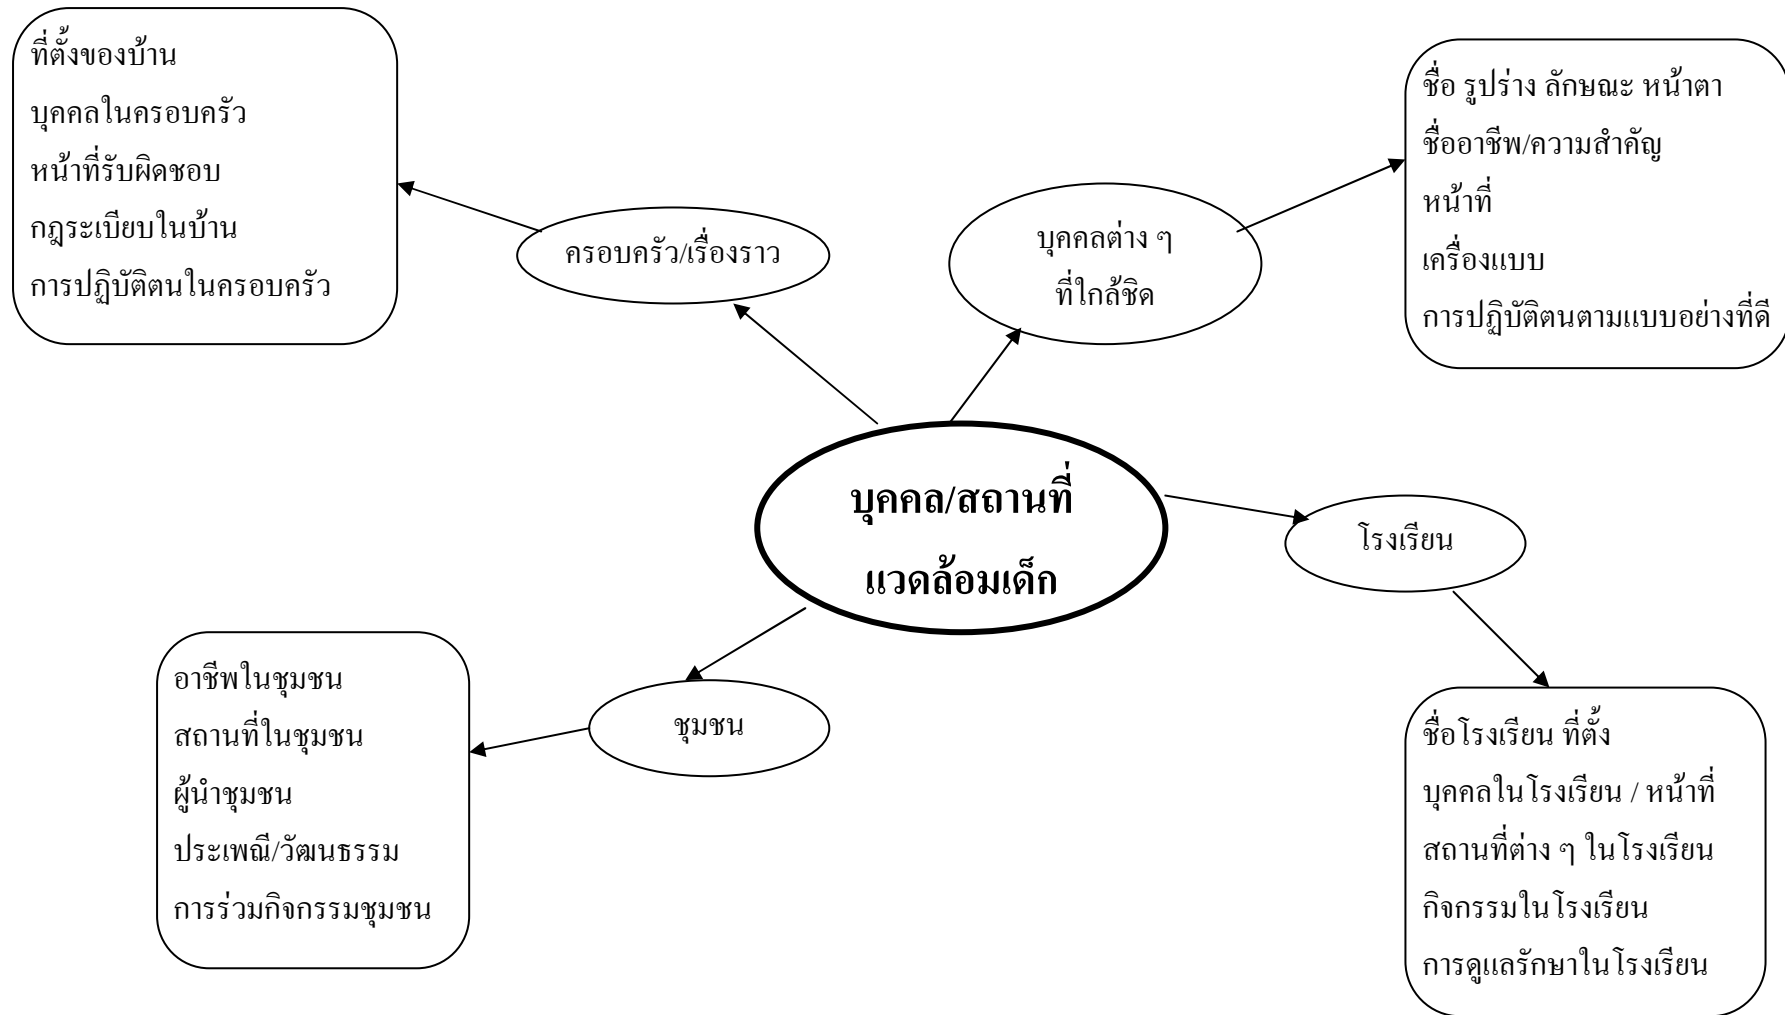 ที่ตั้งของบ้าน
บุคคลในครอบครัว
หน้าที่รับผิดชอบ
กฎระเบียบในบ้าน
การปฏิบัติตนในครอบครัว
ครอบครัว/เรื่องราว
บุคคลต่าง ๆ
ที่ใกล้ชิด
ชื่อ รูปร่าง ลักษณะ หน้าตา
ชื่ออาชีพ/ความสำคัญ
หน้าที่
เครื่องแบบ
การปฏิบัติตนตามแบบอย่างที่ดี
บุคคล/สถานที่
แวดล้อมเด็ก
โรงเรียน
อาชีพในชุมชน
สถานที่ในชุมชน
ผู้นำชุมชน
ประเพณี/วัฒนธรรม
การร่วมกิจกรรมชุมชน
ชุมชน
ชื่อโรงเรียน ที่ตั้ง
บุคคลในโรงเรียน / หน้าที่
สถานที่ต่าง ๆ ในโรงเรียน
กิจกรรมในโรงเรียน
การดูแลรักษาในโรงเรียน